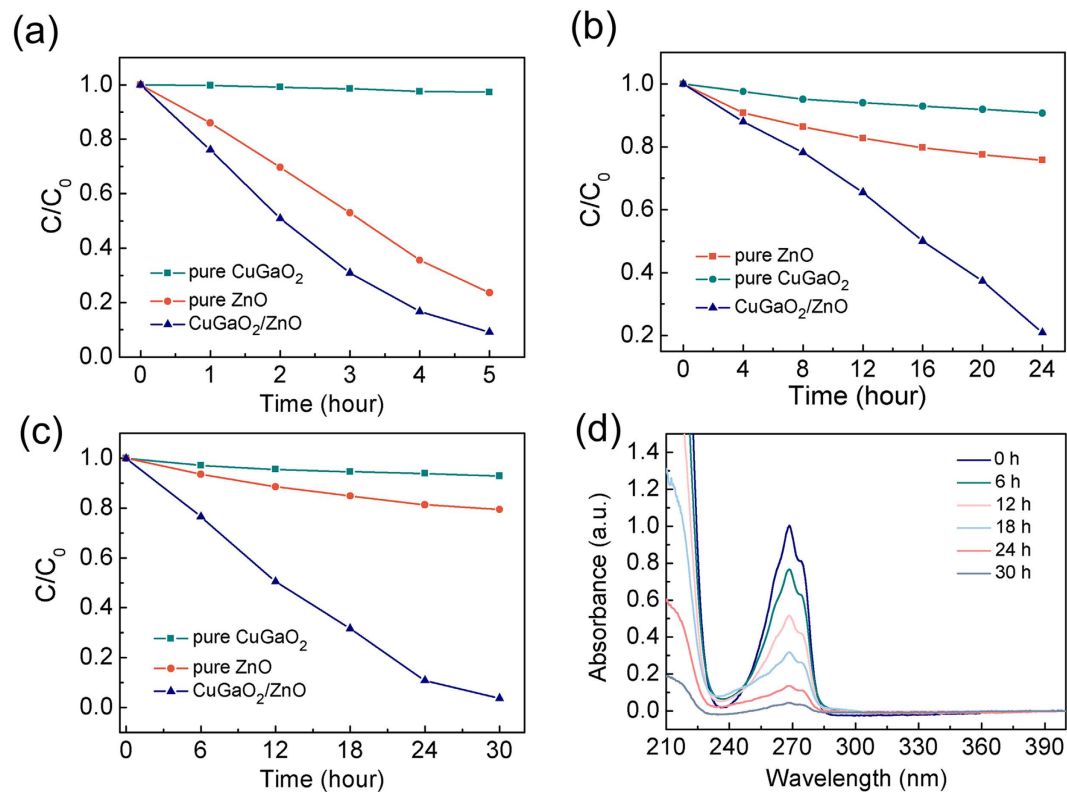 (a)
1.0
0.8
0.6
0.4
0.2
0.0
C/C₀
pure CuGaO₂
pure ZnO
CuGaO₂/ZnO
0 1 2 3 4 5
Time (hour)
(b)
1.0
0.8
0.6
0.4
0.2
C/C₀
pure ZnO
pure CuGaO₂
CuGaO₂/ZnO
0 4 8 12 16 20 24
Time (hour)
(c)
1.0
0.8
0.6
0.4
0.2
0.0
C/C₀
pure CuGaO₂
pure ZnO
CuGaO₂/ZnO
0 6 12 18 24 30
Time (hour)
(d)
1.4
1.2
1.0
0.8
0.6
0.4
0.2
0.0
Absorbance (a.u.)
0 h
6 h
12 h
18 h
24 h
30 h
210 240 270 300 330 360 390
Wavelength (nm)